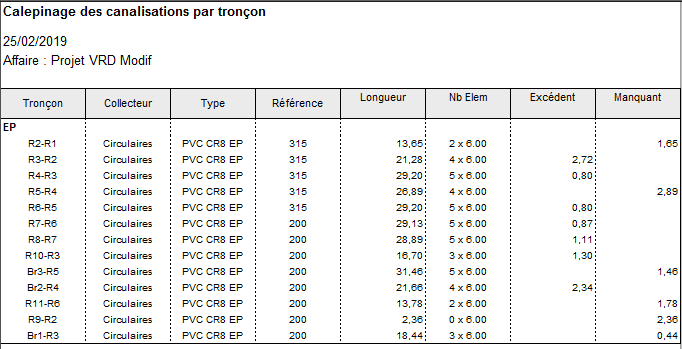 Calepinage des canalisations par tronçon
25/02/2019
Affaire : Projet VRD Modif
Tronçon Collecteur Type Référence Longueur Nb Elem Excédent Manquant
EP
R2-R1 Circulaires PVC CR8 EP 315 13,65 2 x 6.00 1,65
R3-R2 Circulaires PVC CR8 EP 315 21,28 4 x 6.00 2,72
R4-R3 Circulaires PVC CR8 EP 315 29,20 5 x 6.00 0,80
R5-R4 Circulaires PVC CR8 EP 315 26,89 4 x 6.00 2,89
R6-R5 Circulaires PVC CR8 EP 315 29,20 5 x 6.00 0,80
R7-R6 Circulaires PVC CR8 EP 200 29,13 5 x 6.00 0,87
R8-R7 Circulaires PVC CR8 EP 200 28,89 5 x 6.00 1,11
R10-R3 Circulaires PVC CR8 EP 200 16,70 3 x 6.00 1,30
Br3-R5 Circulaires PVC CR8 EP 200 31,46 5 x 6.00 1,46
Br2-R4 Circulaires PVC CR8 EP 200 21,66 4 x 6.00 2,34
R11-R6 Circulaires PVC CR8 EP 200 13,78 2 x 6.00 1,78
R9-R2 Circulaires PVC CR8 EP 200 2,36 0 x 6.00 2,36
Br1-R3 Circulaires PVC CR8 EP 200 18,44 3 x 6.00 0,44